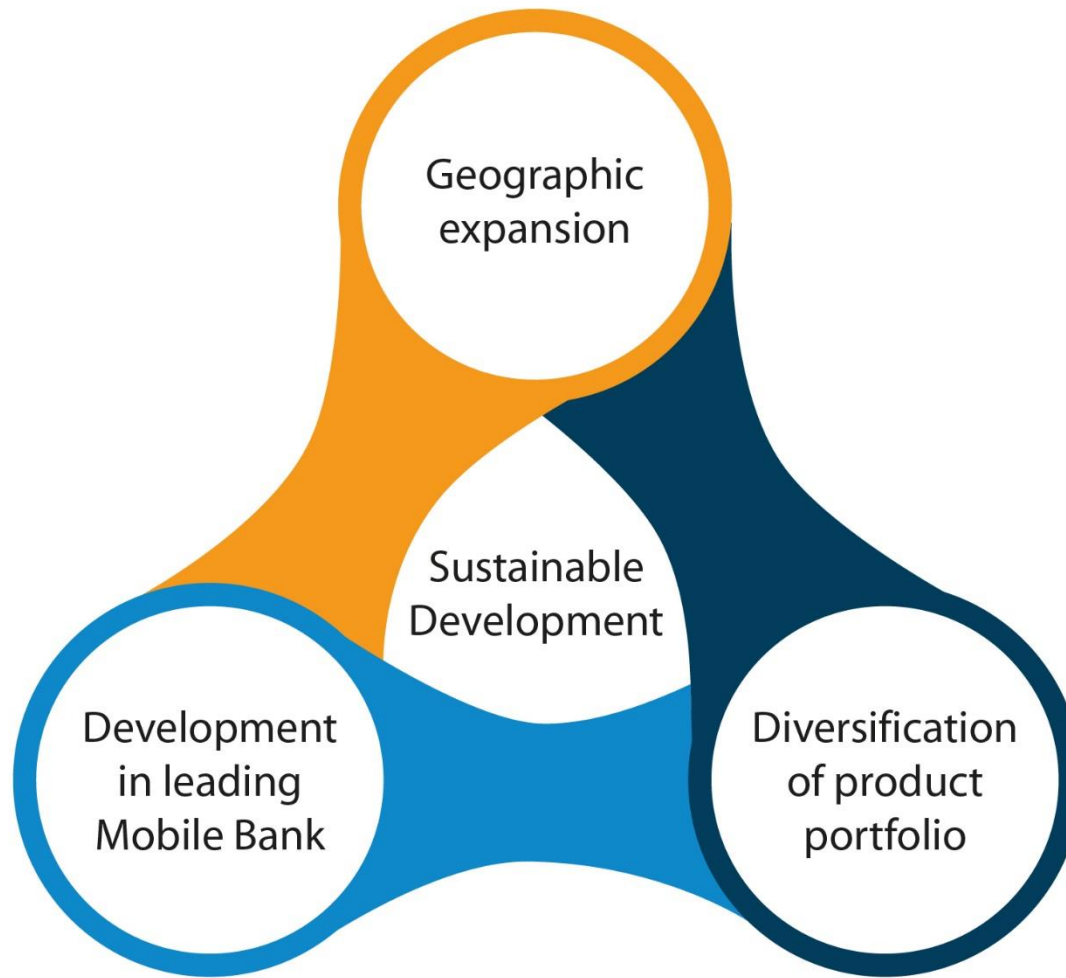 Geographic
expansion
Sustainable
Development
Development
in leading
Mobile Bank
Diversification
of product
portfolio